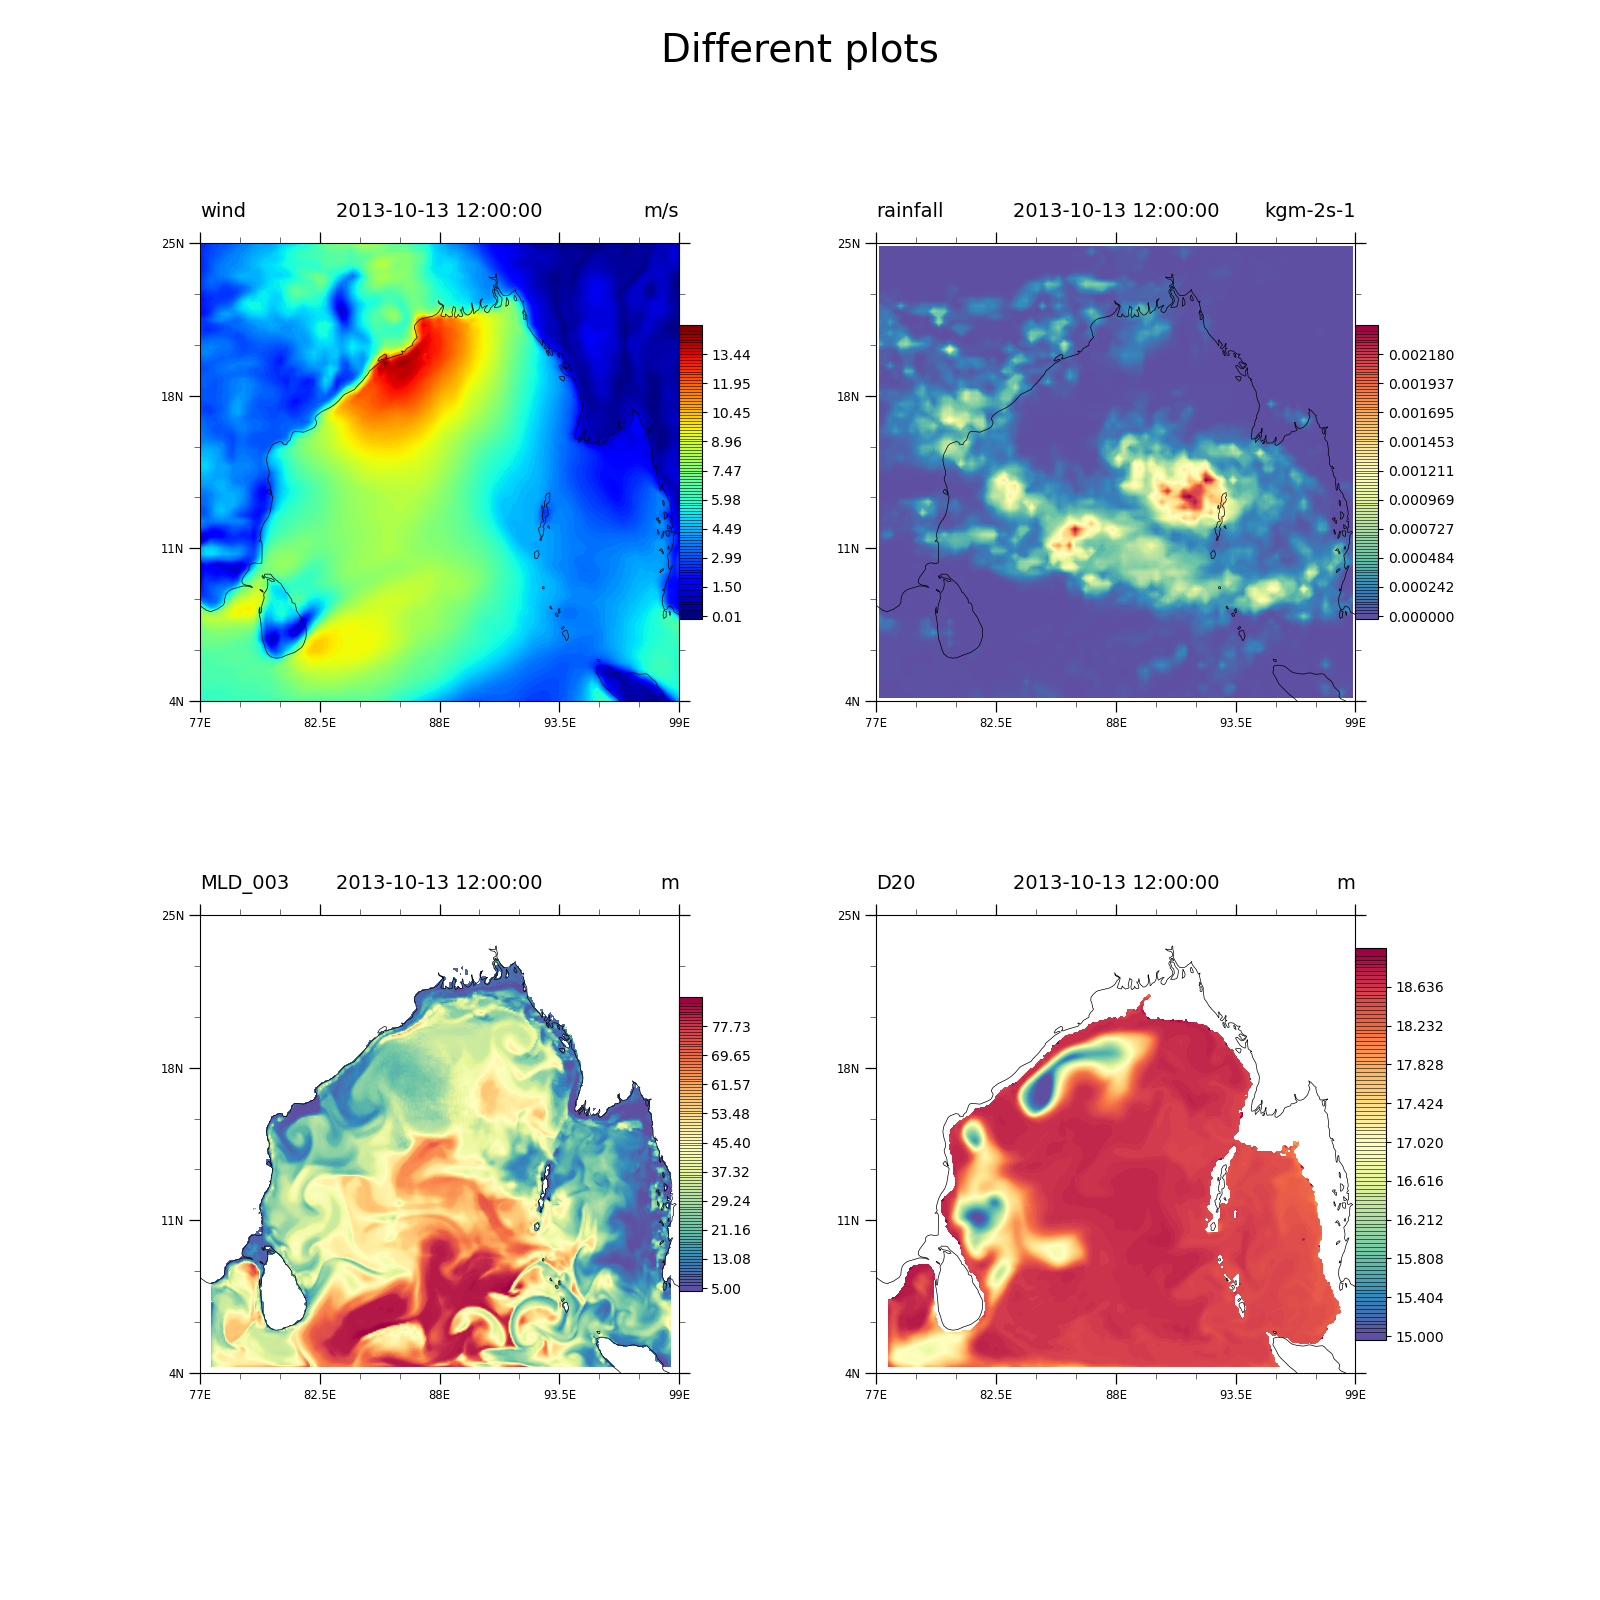 Different plots
wind 2013-10-13 12:00:00 m/s
25N
18N
11N
4N
77E 82.5E 88E 93.5E 99E
13.44
11.95
10.45
8.96
7.47
5.98
4.49
2.99
1.50
0.01
rainfall 2013-10-13 12:00:00 kgm-2s-1
25N
18N
11N
4N
77E 82.5E 88E 93.5E 99E
0.002180
0.001937
0.001695
0.001453
0.001211
0.000969
0.000727
0.000484
0.000242
0.000000
MLD_003 2013-10-13 12:00:00 m
25N
18N
11N
4N
77E 82.5E 88E 93.5E 99E
77.73
69.65
61.57
53.48
45.40
37.32
29.24
21.16
13.08
5.00
D20 2013-10-13 12:00:00 m
25N
18N
11N
4N
77E 82.5E 88E 93.5E 99E
18.636
18.232
17.828
17.424
17.020
16.616
16.212
15.808
15.404
15.000